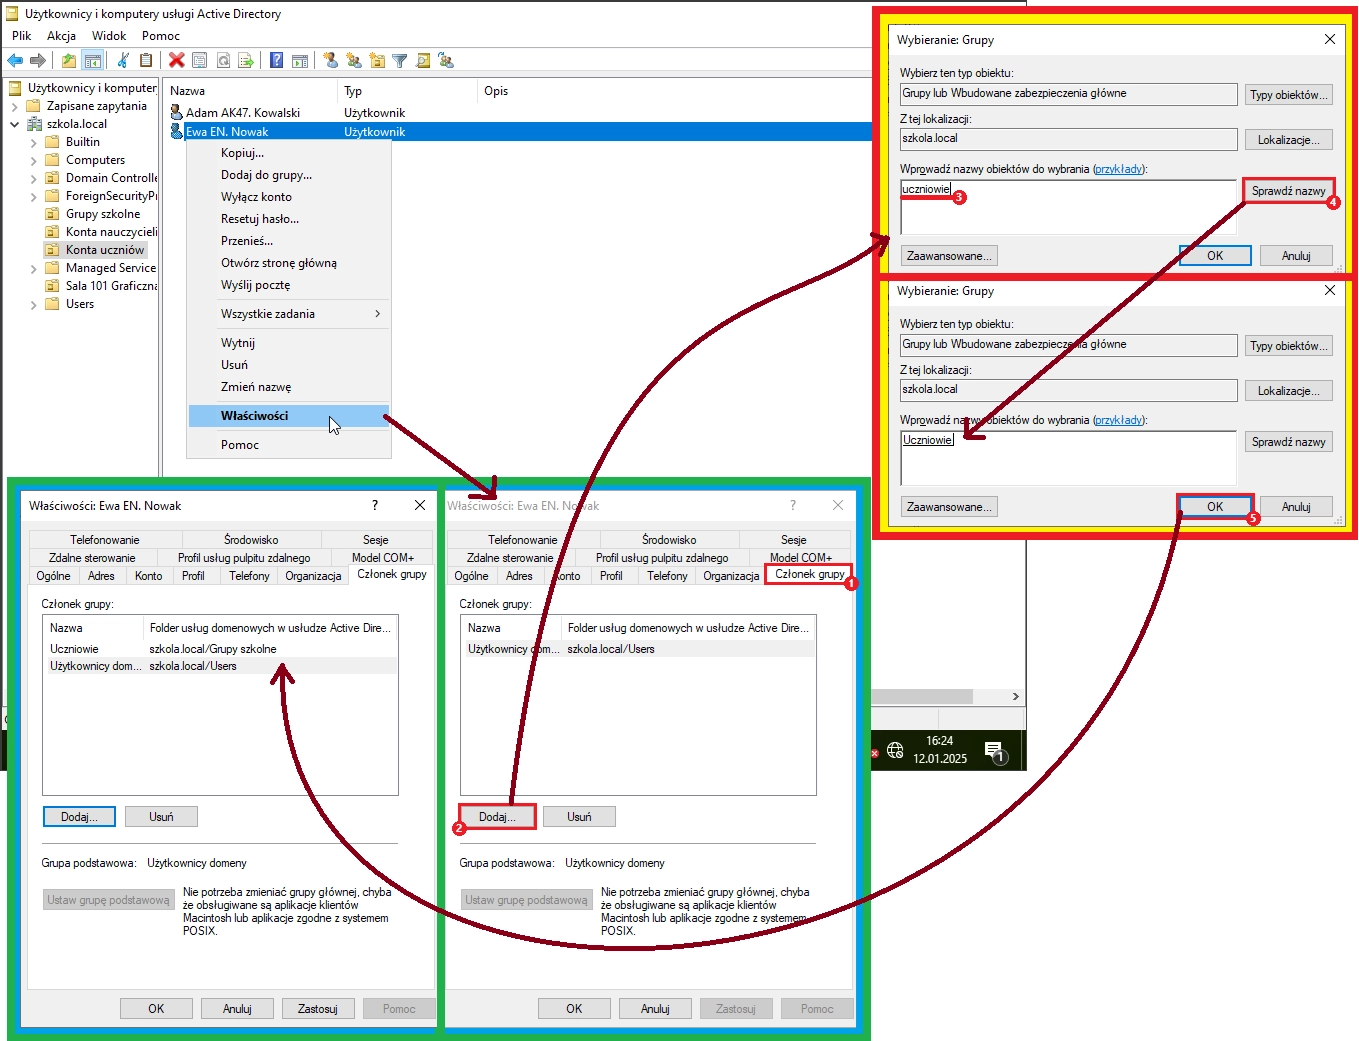 Użytkownicy i komputery usługi Active Directory
Plik Akcja Widok Pomoc
Użytkownicy i komputery
Zapisane zapytania
szkola.local
Builtin
Computers
Domain Controlle
ForeignSecurityPr
Grupy szkolne
Konta nauczycieli
Konta uczniów
Managed Service
Sala 101 Graficzna
Users
Nazwa Typ Opis
Adam AK47. Kowalski Użytkownik
Ewa EN. Nowak Użytkownik
Kopiuj...
Dodaj do grupy...
Wyłącz konto
Resetuj hasło...
Przenieś...
Otwórz stronę główną
Wyślij pocztę
Wszystkie zadania
Wytnij
Usuń
Zmień nazwę
Właściwości
Pomoc
Wybieranie: Grupy
Wybierz ten typ obiektu:
Grupy lub Wbudowane zabezpieczenia główne Typy obiektów...
Z tej lokalizacji:
szkola.local Lokalizacje...
Wprowadź nazwy obiektów do wybrania (przykłady):
uczniowie 3 Sprawdź nazwy 4
Zaawansowane... OK Anuluj
Wybieranie: Grupy
Wybierz ten typ obiektu:
Grupy lub Wbudowane zabezpieczenia główne Typy obiektów...
Z tej lokalizacji:
szkola.local Lokalizacje...
Wprowadź nazwy obiektów do wybrania (przykłady):
Uczniowie Sprawdź nazwy
Zaawansowane... OK 5 Anuluj
Właściwości: Ewa EN. Nowak ?
Telefonowanie Środowisko Sesje
Zdalne sterowanie Profil usług pulpitu zdalnego Model COM+
Ogólne Adres Konto Profil Telefony Organizacja Członek grupy
Członek grupy:
Nazwa Folder usług domenowych w usłudze Active Dire...
Uczniowie szkola.local/Grupy szkolne
Użytkownicy dom... szkola.local/Users
Dodaj... Usuń
Grupa podstawowa: Użytkownicy domeny
Ustaw grupę podstawową
Nie potrzeba zmieniać grupy głównej, chyba
że obsługiwane są aplikacje klientów
Macintosh lub aplikacje zgodne z systemem
POSIX.
OK Anuluj Zastosuj Pomoc
Właściwości: Ewa EN. Nowak ?
Telefonowanie Środowisko Sesje
Zdalne sterowanie Profil usług pulpitu zdalnego Model COM+
Ogólne Adres Konto Profil Telefony Organizacja Członek grupy 1
Członek grupy:
Nazwa Folder usług domenowych w usłudze Active Dire...
Użytkownicy dom... szkola.local/Users
2 Dodaj... Usuń
Grupa podstawowa: Użytkownicy domeny
Ustaw grupę podstawową
Nie potrzeba zmieniać grupy głównej, chyba
że obsługiwane są aplikacje klientów
Macintosh lub aplikacje zgodne z systemem
POSIX.
OK Anuluj Zastosuj Pomoc
16:24
12.01.2025
1